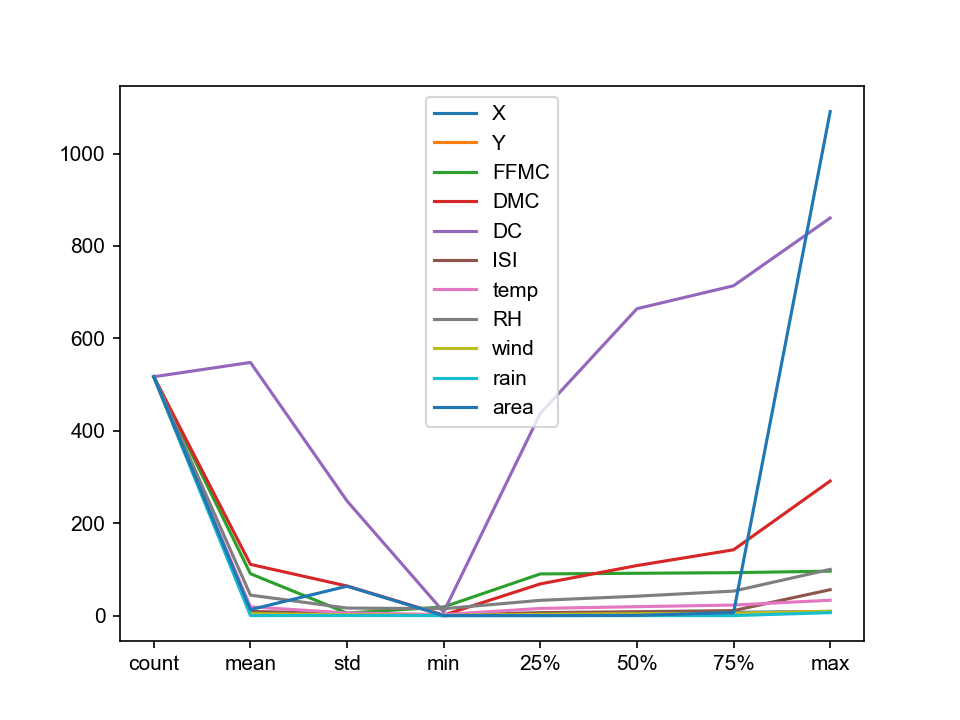 1000
800
600
400
200
0
X
Y
FFMC
DMC
DC
ISI
temp
RH
wind
rain
area
count mean std min 25% 50% 75% max